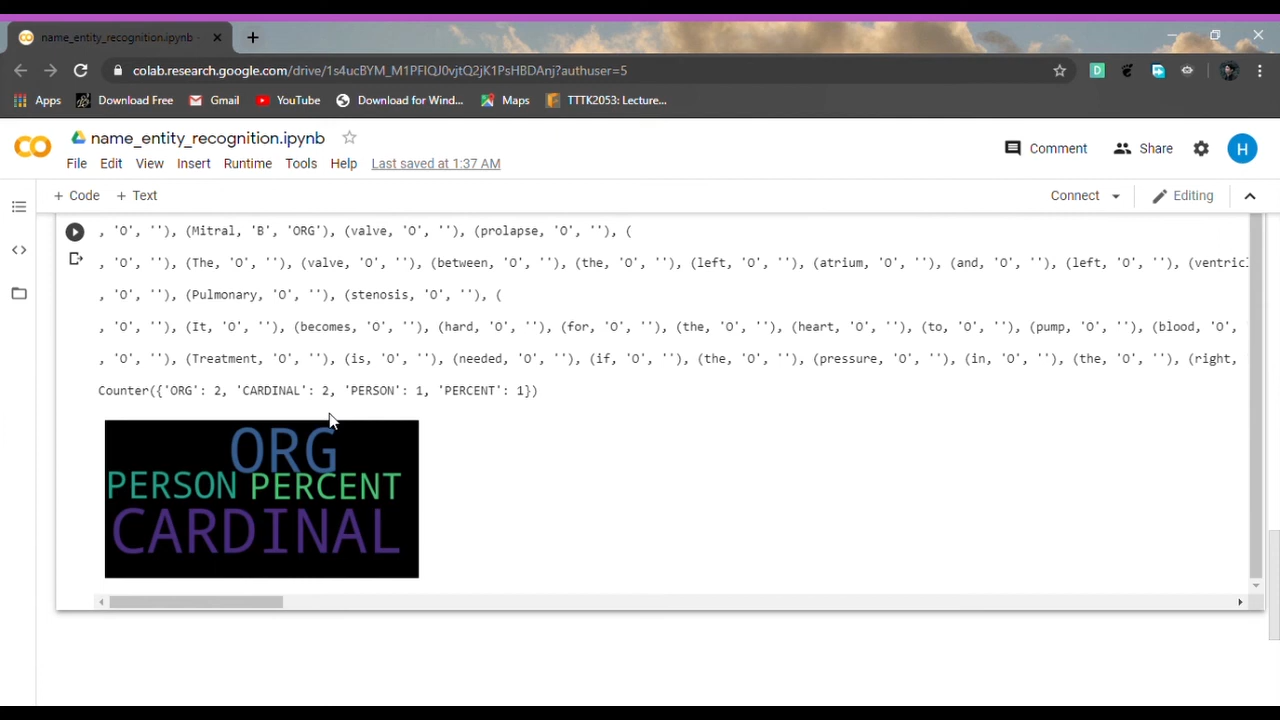 name_entity_recognition.ipynb
colab.research.google.com/drive/1s4ucBYM_M1PFIQJ0vjtQ2jK1PsHBDAnj?authuser=5
Apps Download Free Gmail YouTube Download for Wind... Maps TTTK2053: Lecture...
name_entity_recognition.ipynb
Comment Share H
File Edit View Insert Runtime Tools Help Last saved at 1:37 AM
+ Code + Text Connect Editing
, 'O', ''), (Mitral, 'B', 'ORG'), (valve, 'O', ''), (prolapse, 'O', ''), (
, 'O', ''), (The, 'O', ''), (valve, 'O', ''), (between, 'O', ''), (the, 'O', ''), (left, 'O', ''), (atrium, 'O', ''), (and, 'O', ''), (left, 'O', ''), (ventricl
, 'O', ''), (Pulmonary, 'O', ''), (stenosis, 'O', ''), (
, 'O', ''), (It, 'O', ''), (becomes, 'O', ''), (hard, 'O', ''), (for, 'O', ''), (the, 'O', ''), (heart, 'O', ''), (to, 'O', ''), (pump, 'O', ''), (blood, 'O', '
, 'O', ''), (Treatment, 'O', ''), (is, 'O', ''), (needed, 'O', ''), (if, 'O', ''), (the, 'O', ''), (pressure, 'O', ''), (in, 'O', ''), (the, 'O', ''), (right,
Counter({'ORG': 2, 'CARDINAL': 2, 'PERSON': 1, 'PERCENT': 1})
ORG
PERSON PERCENT
CARDINAL